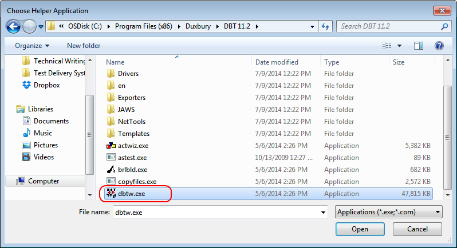 Choose Helper Application
OSDisk (C:) ▸ Program Files (x86) ▸ Duxbury ▸ DBT 11.2 ▸
Search DBT 11.2
Organize
New folder
Technical Writing
Test Delivery Syst
Dropbox
Libraries
Documents
Music
Pictures
Videos
Computer
Name Date modified Type Size
Drivers 7/9/2014 12:22 PM File folder
en 7/9/2014 12:22 PM File folder
Exporters 7/9/2014 12:22 PM File folder
JAWS 7/9/2014 12:22 PM File folder
NetTools 7/9/2014 12:22 PM File folder
Templates 7/9/2014 12:22 PM File folder
actwiz.exe 5/6/2014 2:26 PM Application 5,382 KB
astest.exe 10/13/2009 12:27 ... Application 89 KB
brlbld.exe 5/6/2014 2:26 PM Application 682 KB
copyfiles.exe 5/6/2014 2:26 PM Application 2,572 KB
dbtw.exe 5/6/2014 2:26 PM Application 47,815 KB
File name: dbtw.exe
Applications (*.exe;*.com)
Open
Cancel